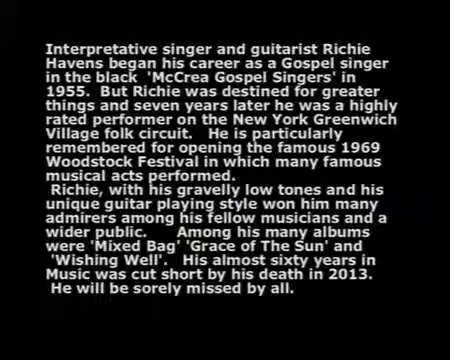 Interpretative singer and guitarist Richie
Havens began his career as a Gospel singer
in the black  'McCrea Gospel Singers' in
1955.  But Richie was destined for greater
things and seven years later he was a highly
rated performer on the New York Greenwich
Village folk circuit.   He is particularly
remembered for opening the famous 1969
Woodstock Festival in which many famous
musical acts performed.
Richie, with his gravelly low tones and his
unique guitar playing style won him many
admirers among his fellow musicians and a
wider public.      Among his many albums
were 'Mixed Bag' 'Grace of The Sun' and
'Wishing Well'.   His almost sixty years in
Music was cut short by his death in 2013.
He will be sorely missed by all.